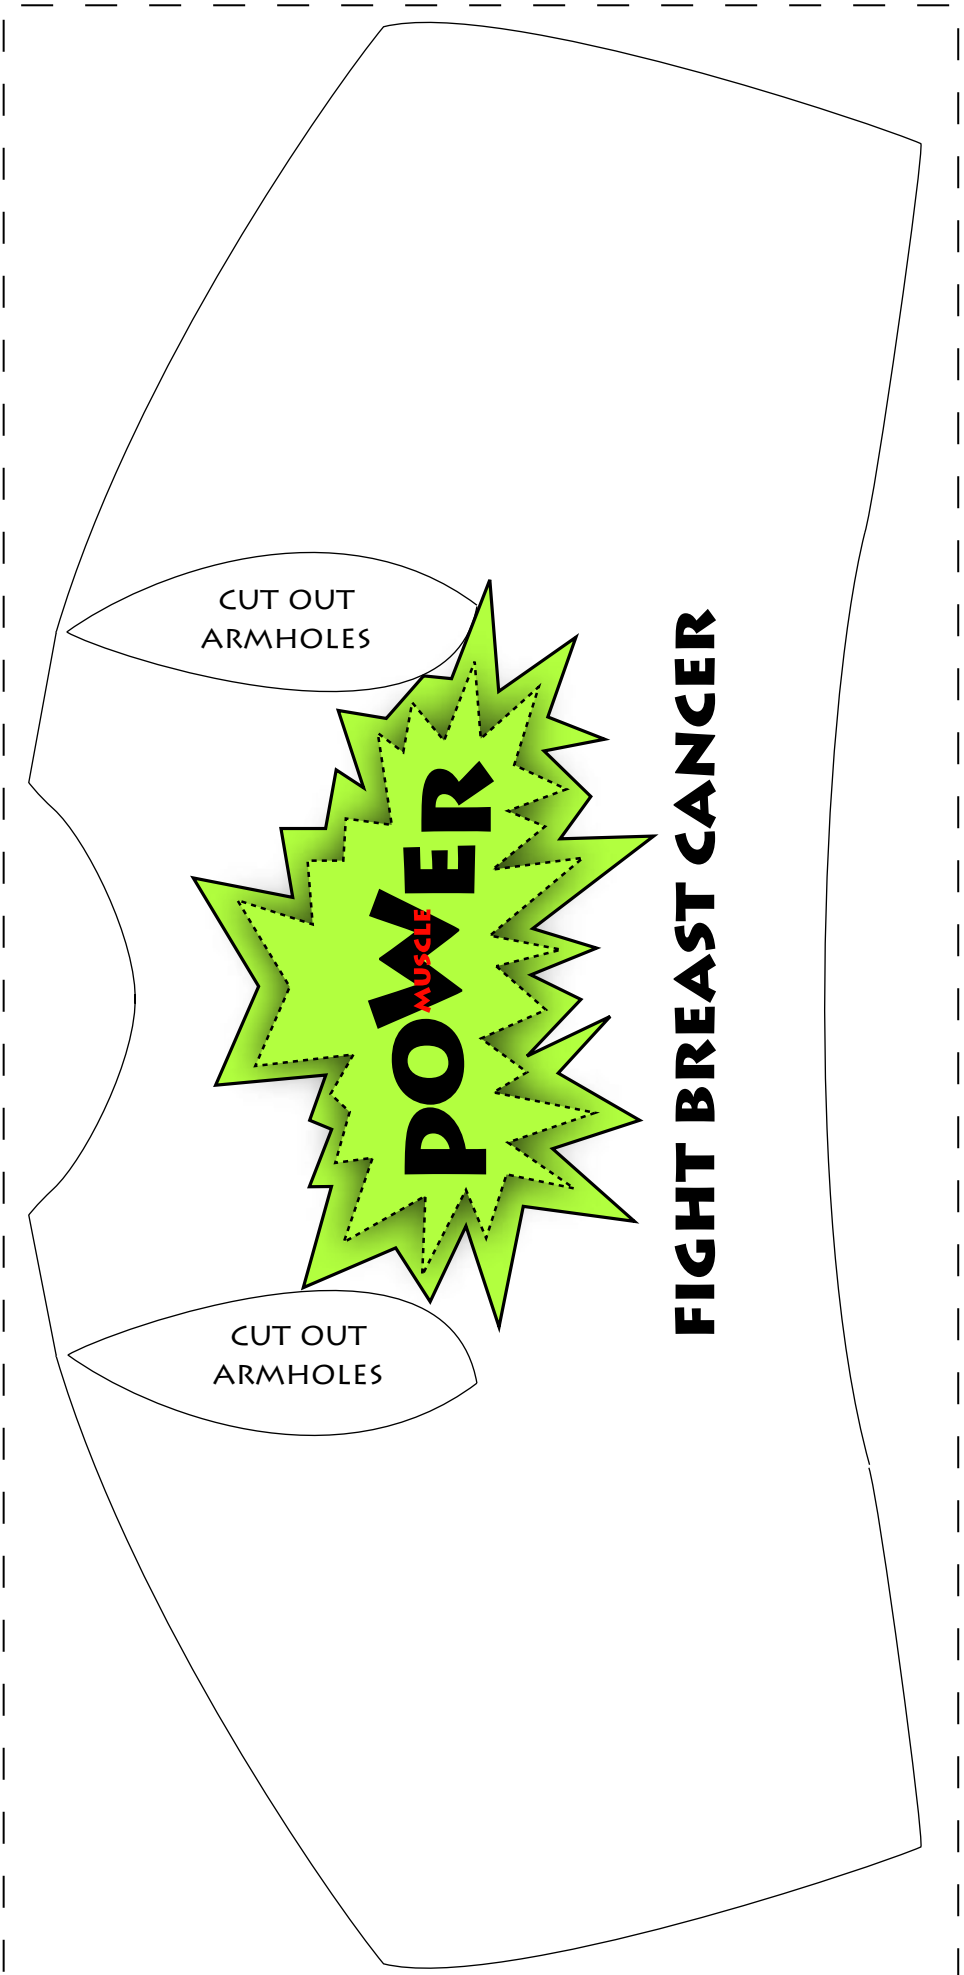 CUT OUT
ARMHOLES
POWER
MUSCLE
FIGHT BREAST CANCER
CUT OUT
ARMHOLES